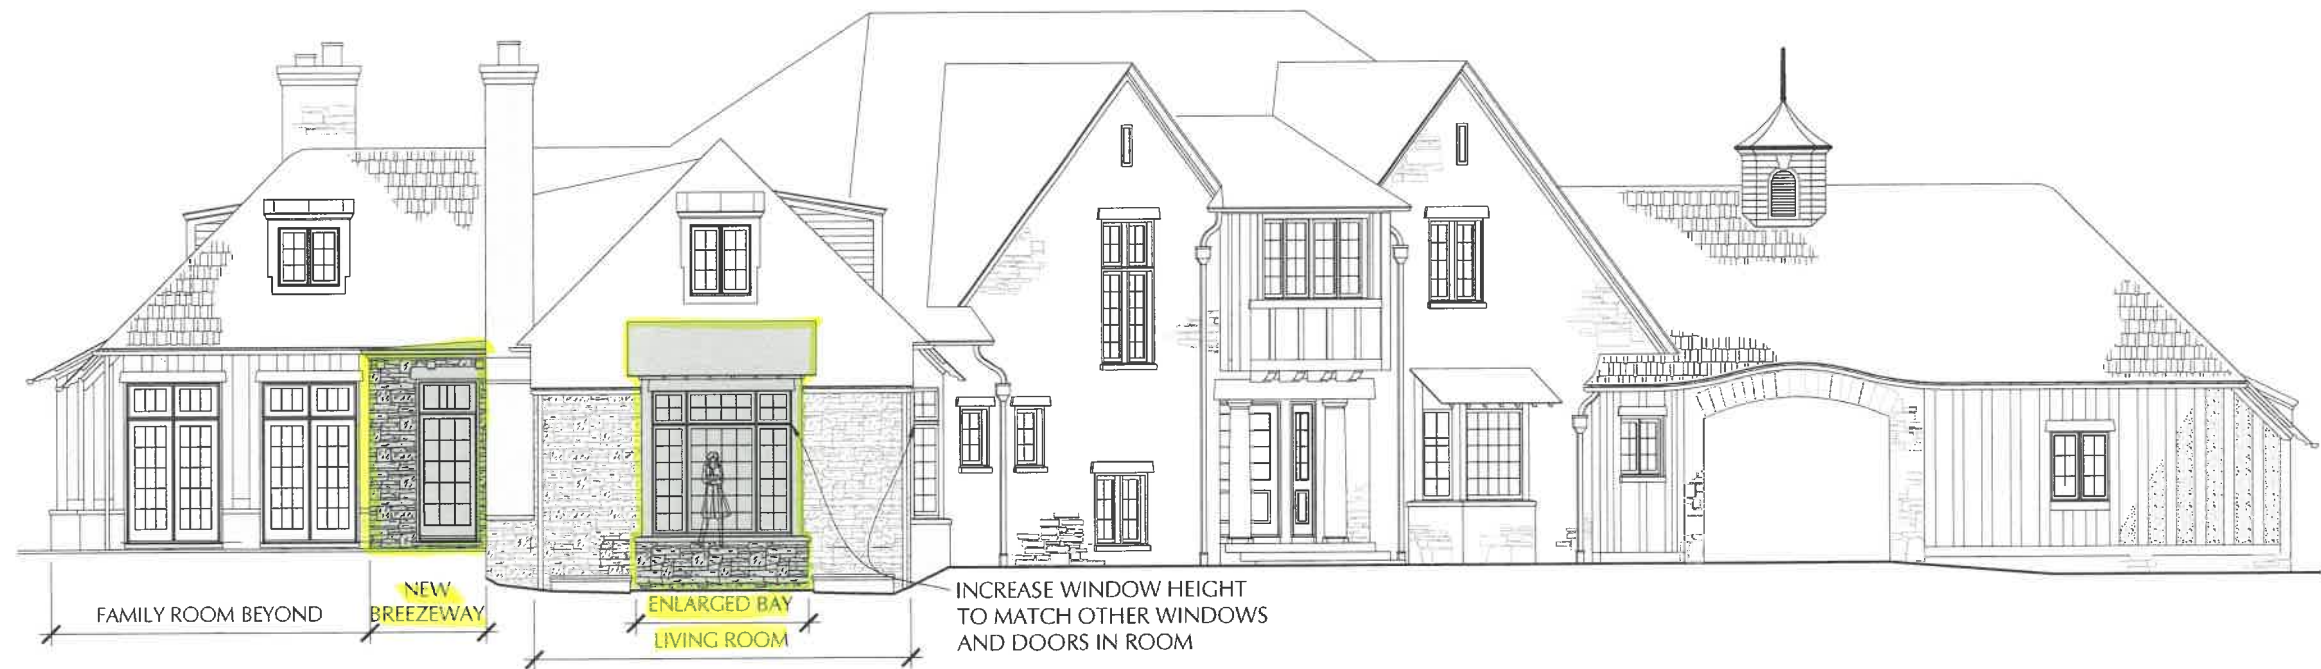 FAMILY ROOM BEYOND
NEW
BREEZEWAY
ENLARGED BAY
LIVING ROOM
INCREASE WINDOW HEIGHT
TO MATCH OTHER WINDOWS
AND DOORS IN ROOM